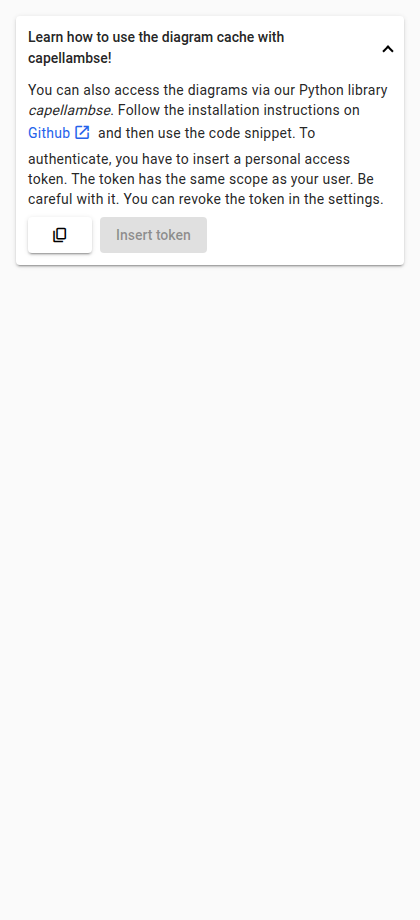 Learn how to use the diagram cache with
capellambse!
You can also access the diagrams via our Python library
capellambse. Follow the installation instructions on
Github and then use the code snippet. To
authenticate, you have to insert a personal access
token. The token has the same scope as your user. Be
careful with it. You can revoke the token in the settings.
Insert token